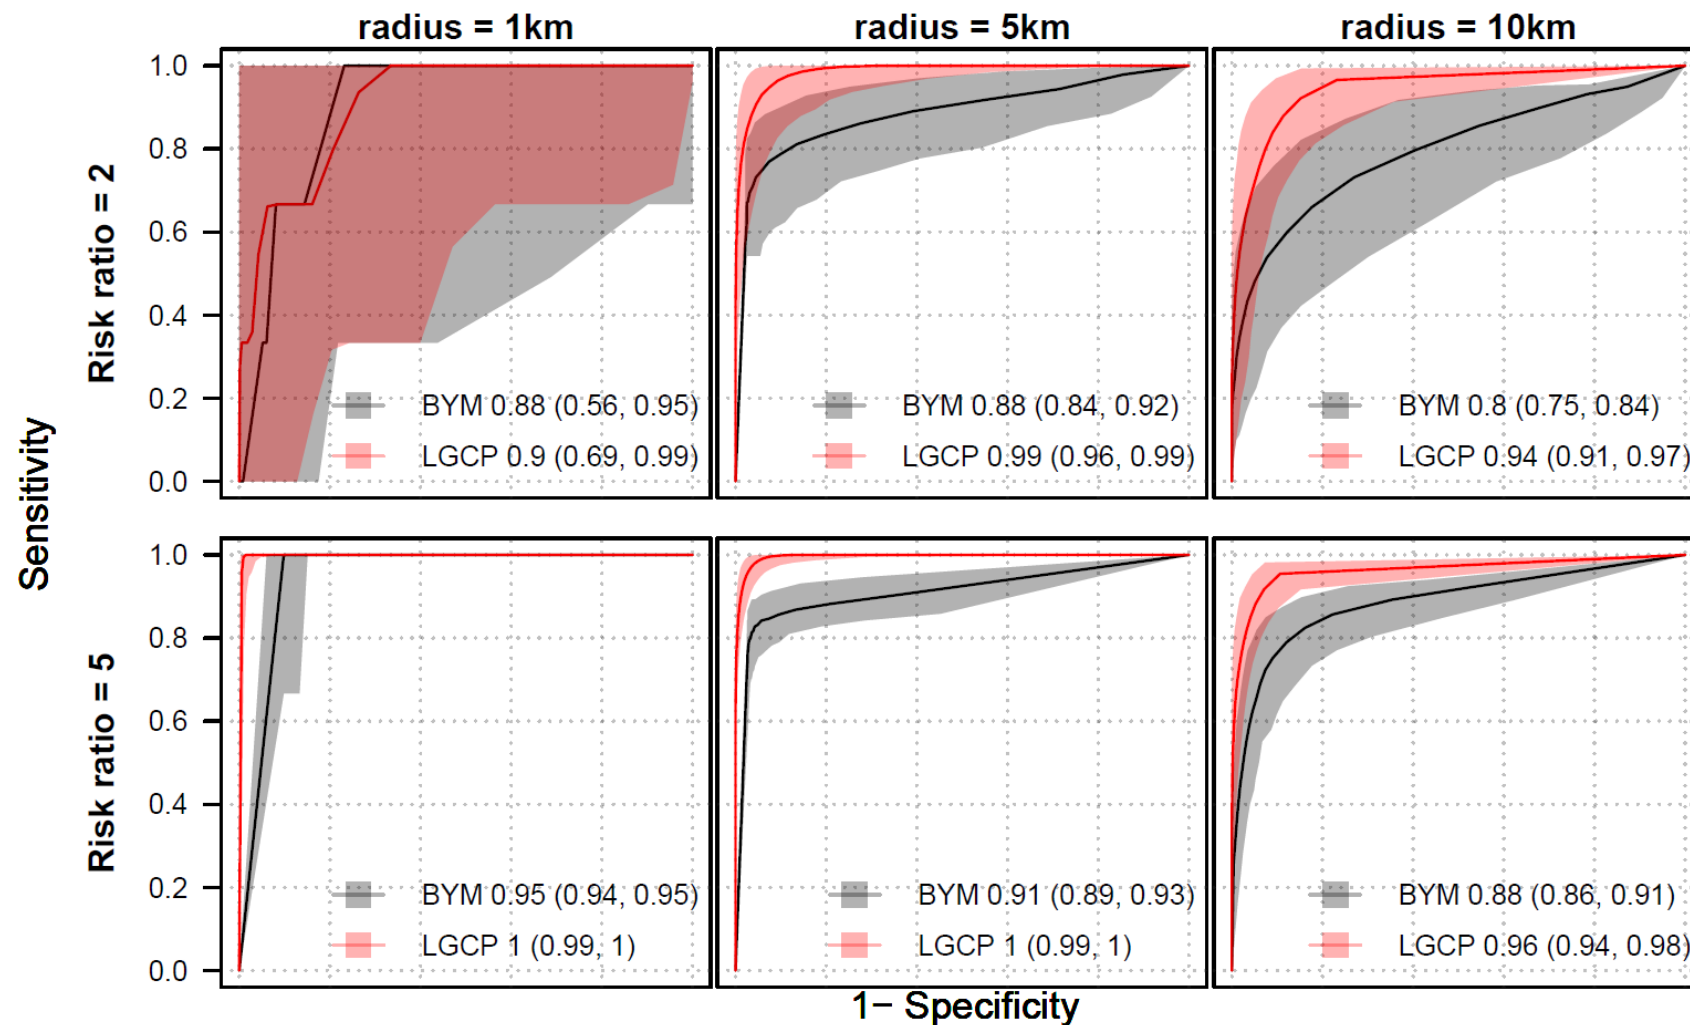 radius = 1km radius = 5km radius = 10km
Sensitivity
Risk ratio = 2
1.0
0.8
0.6
0.4
0.2
0.0
BYM 0.88 (0.56, 0.95)
LGCP 0.9 (0.69, 0.99)
BYM 0.88 (0.84, 0.92)
LGCP 0.99 (0.96, 0.99)
BYM 0.8 (0.75, 0.84)
LGCP 0.94 (0.91, 0.97)
Risk ratio = 5
1.0
0.8
0.6
0.4
0.2
0.0
BYM 0.95 (0.94, 0.95)
LGCP 1 (0.99, 1)
BYM 0.91 (0.89, 0.93)
LGCP 1 (0.99, 1)
BYM 0.88 (0.86, 0.91)
LGCP 0.96 (0.94, 0.98)
1− Specificity